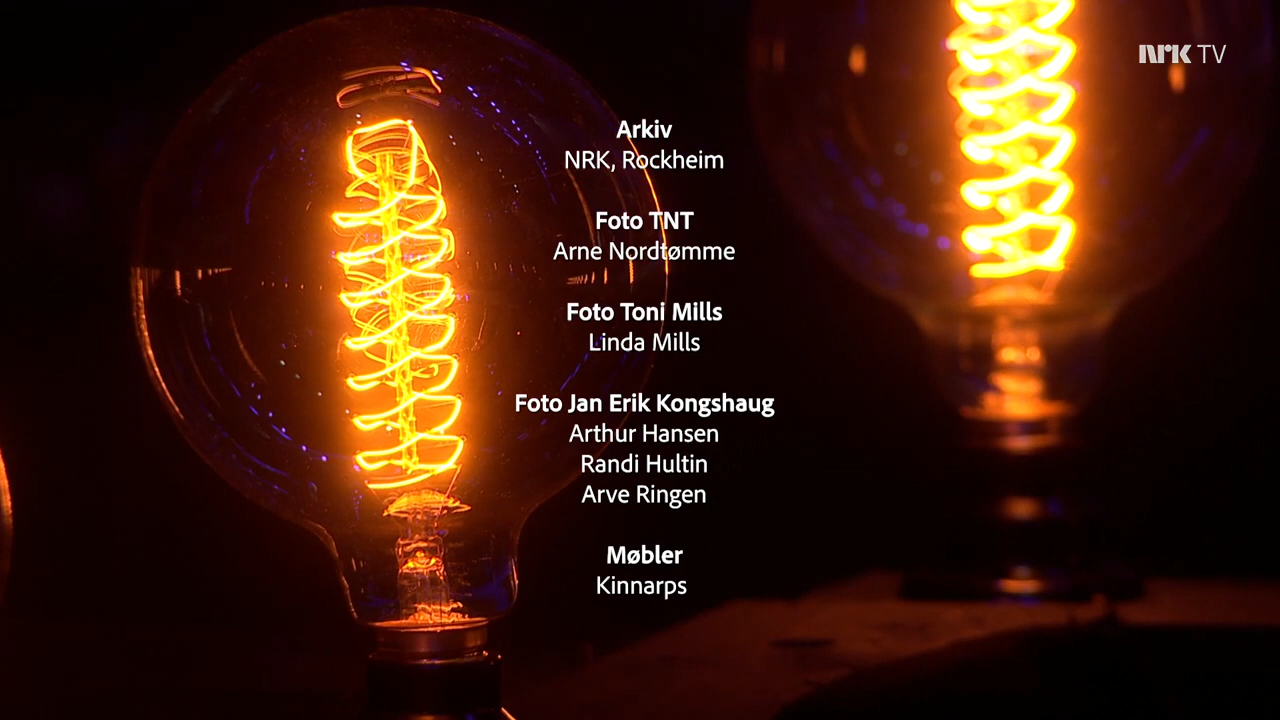 nrk TV
Arkiv
NRK, Rockheim
Foto TNT
Arne Nordtømme
Foto Toni Mills
Linda Mills
Foto Jan Erik Kongshaug
Arthur Hansen
Randi Hultin
Arve Ringen
Møbler
Kinnarps